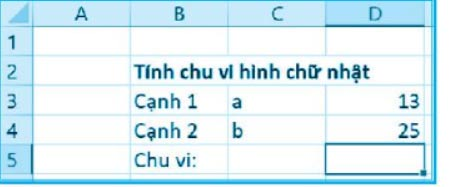 A B C D
1
2 Tính chu vi hình chữ nhật
3 Cạnh 1 a 13
4 Cạnh 2 b 25
5 Chu vi: